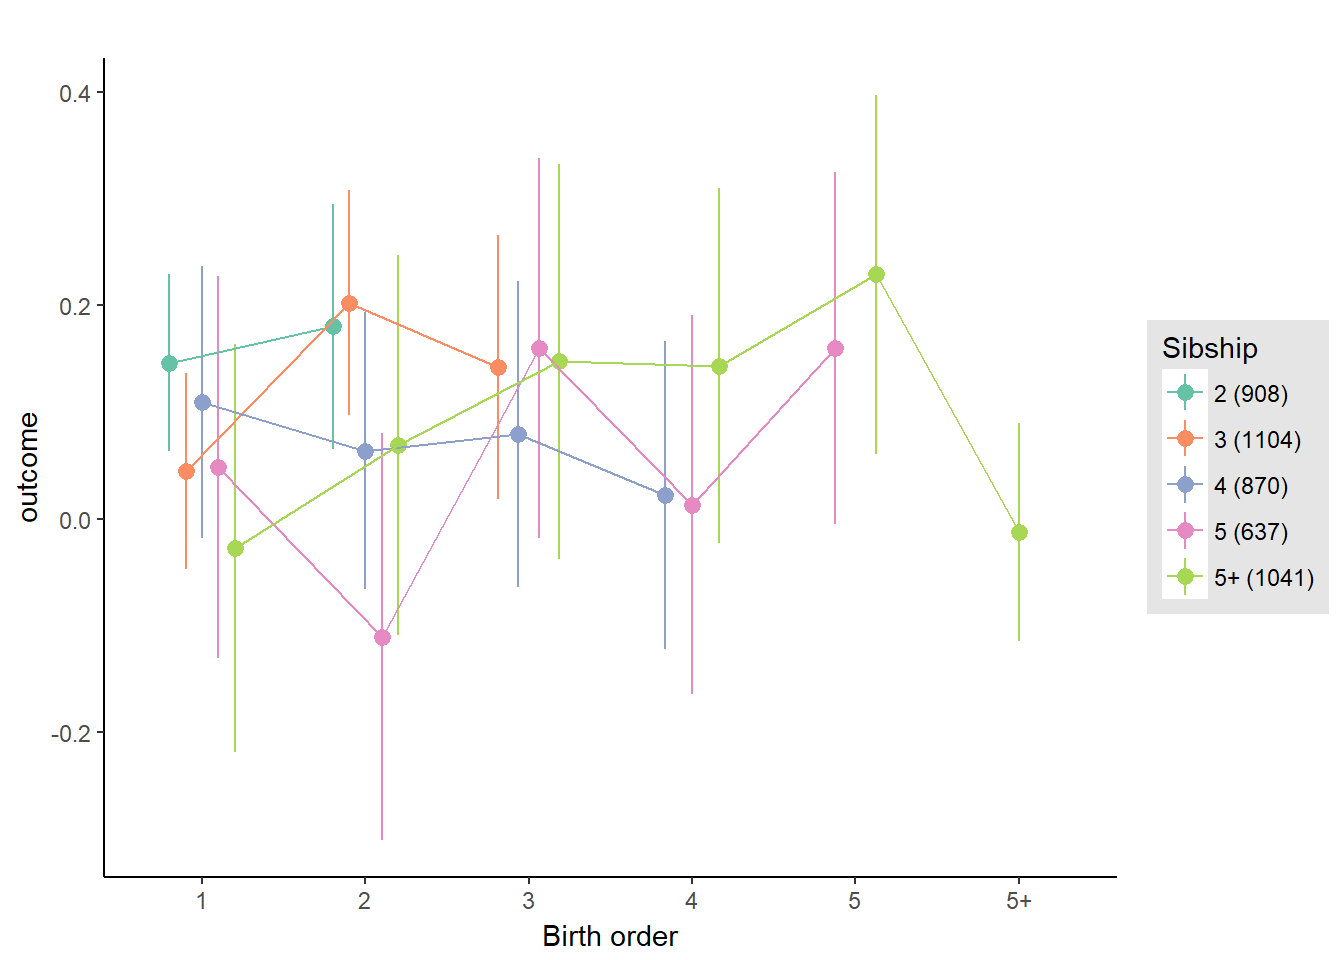 0.4
0.2
0.0
-0.2
outcome
1 2 3 4 5 5+
Birth order
Sibship
2 (908)
3 (1104)
4 (870)
5 (637)
5+ (1041)